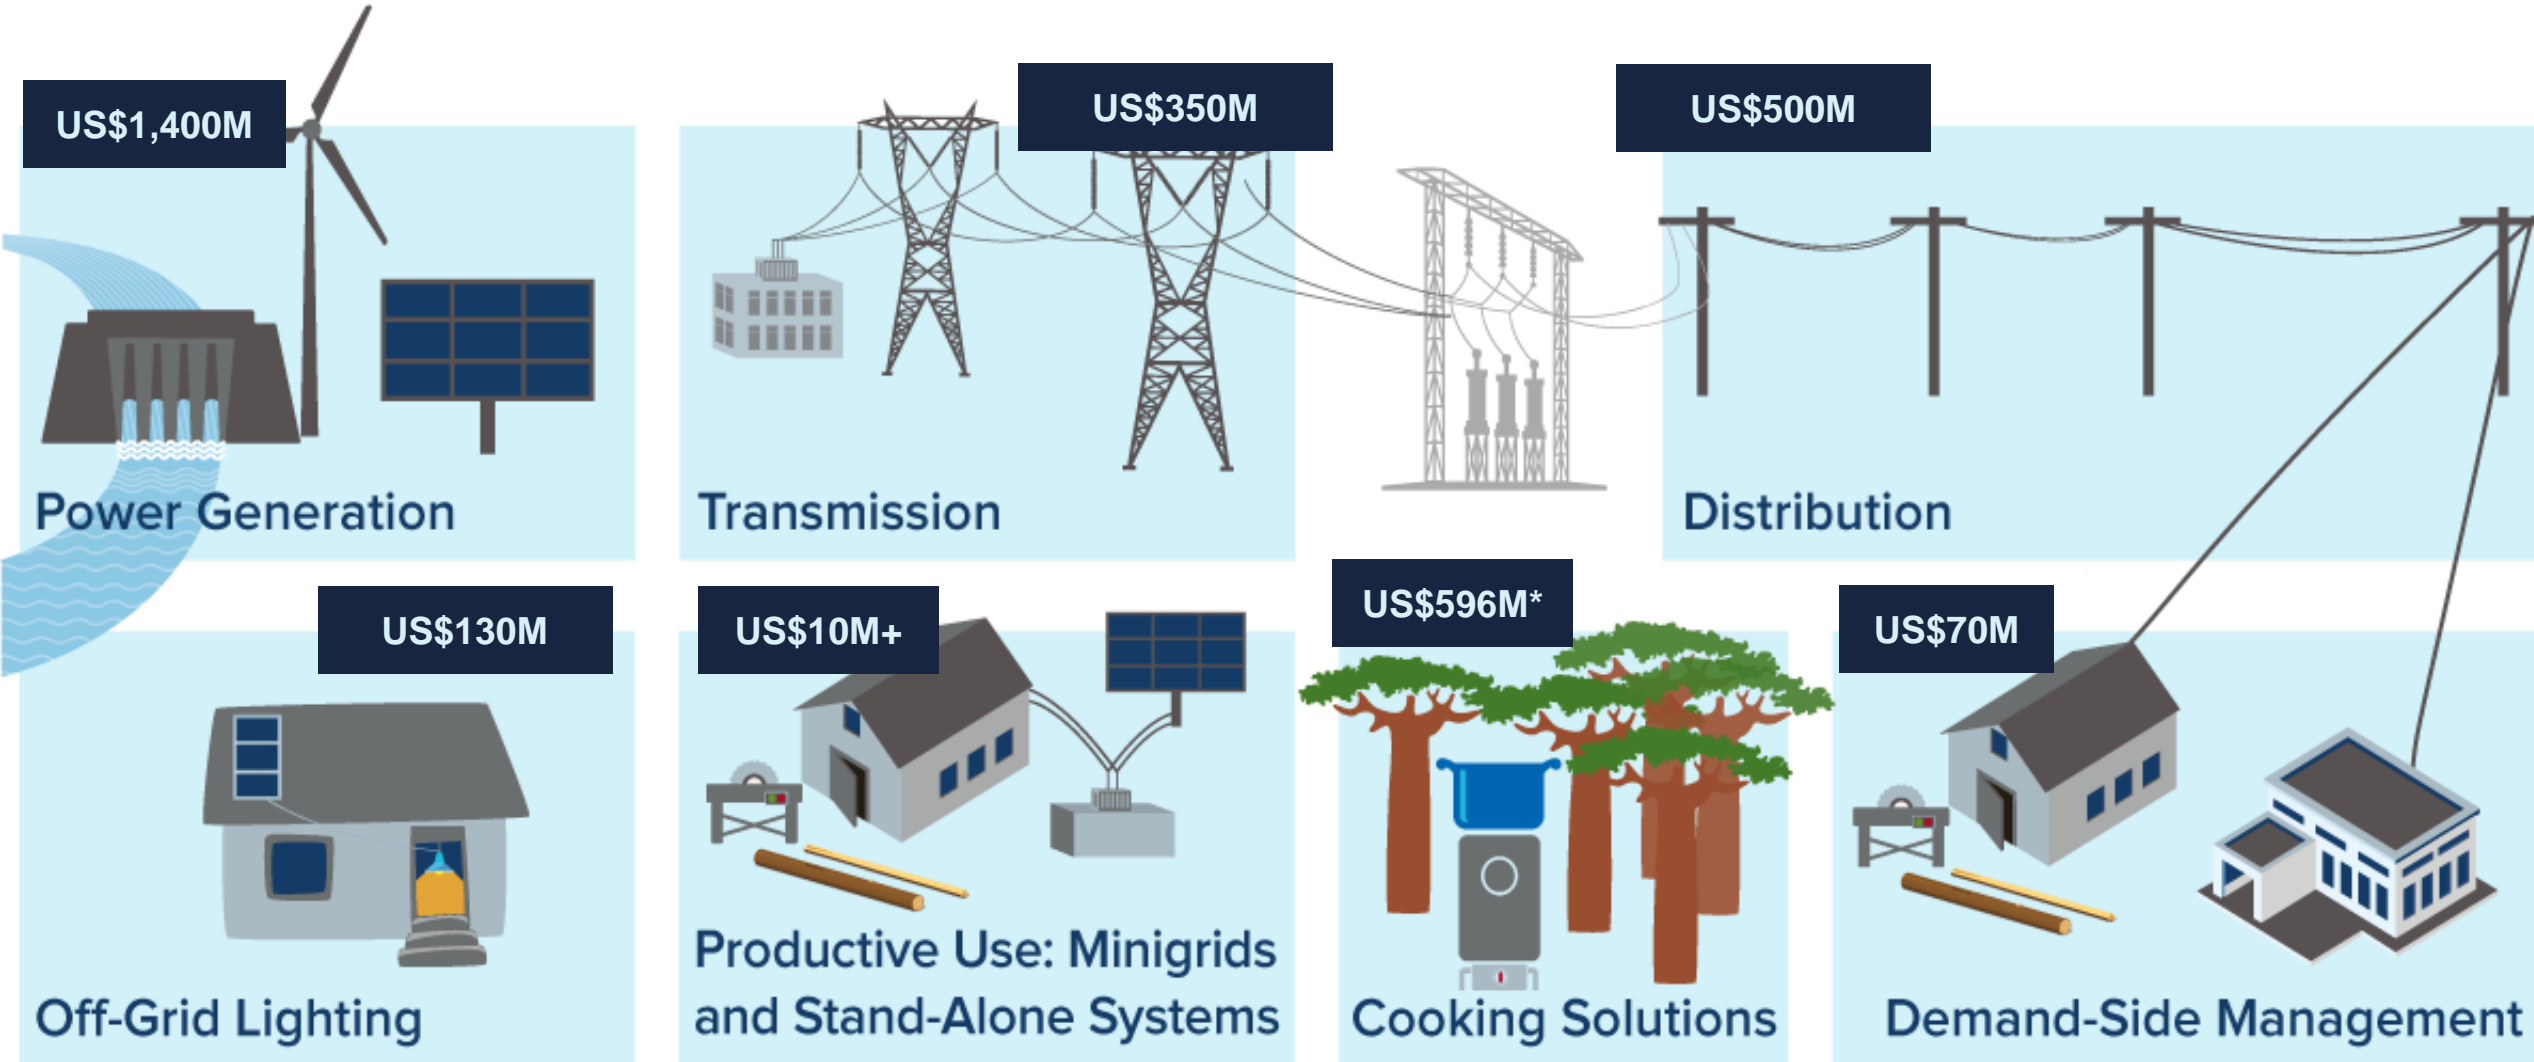 US$1,400M
US$350M
US$500M
Power Generation
Transmission
Distribution
US$130M
US$10M+
US$596M*
US$70M
Off-Grid Lighting
Productive Use: Minigrids
and Stand-Alone Systems
Cooking Solutions
Demand-Side Management